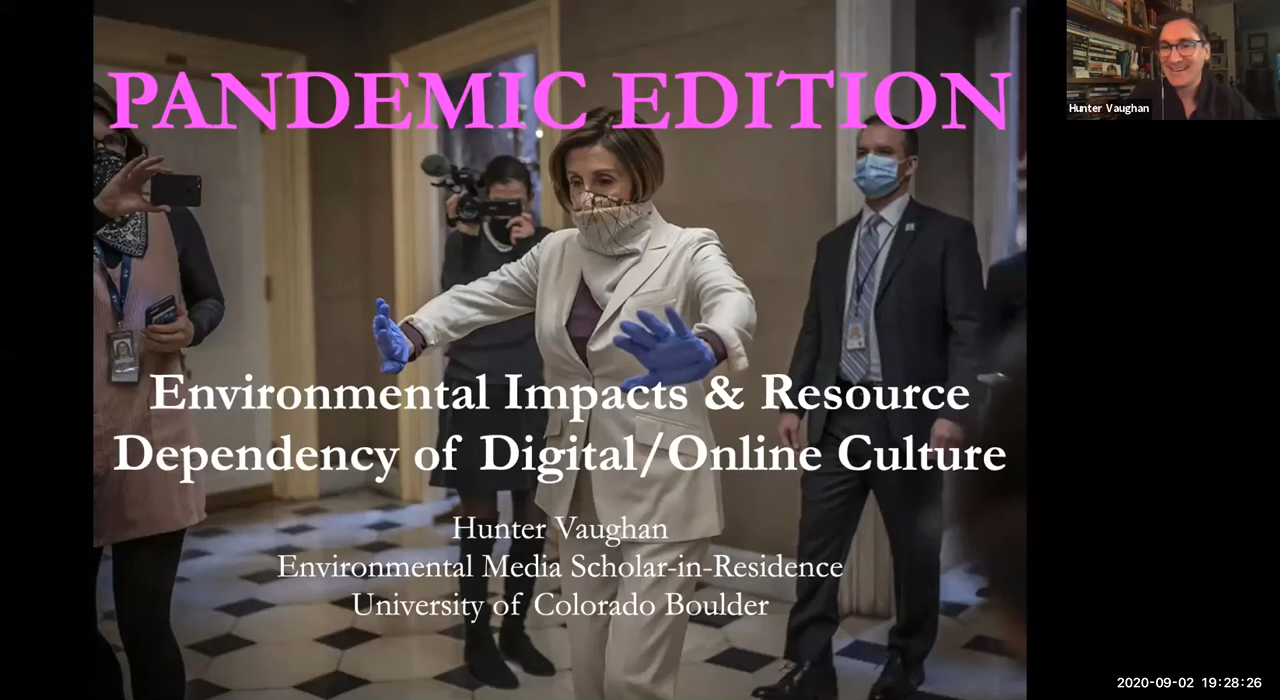 PANDEMIC EDITION
Hunter Vaughan
Environmental Impacts & Resource
Dependency of Digital/Online Culture
Hunter Vaughan
Environmental Media Scholar-in-Residence
University of Colorado Boulder
2020-09-02 19:28:26